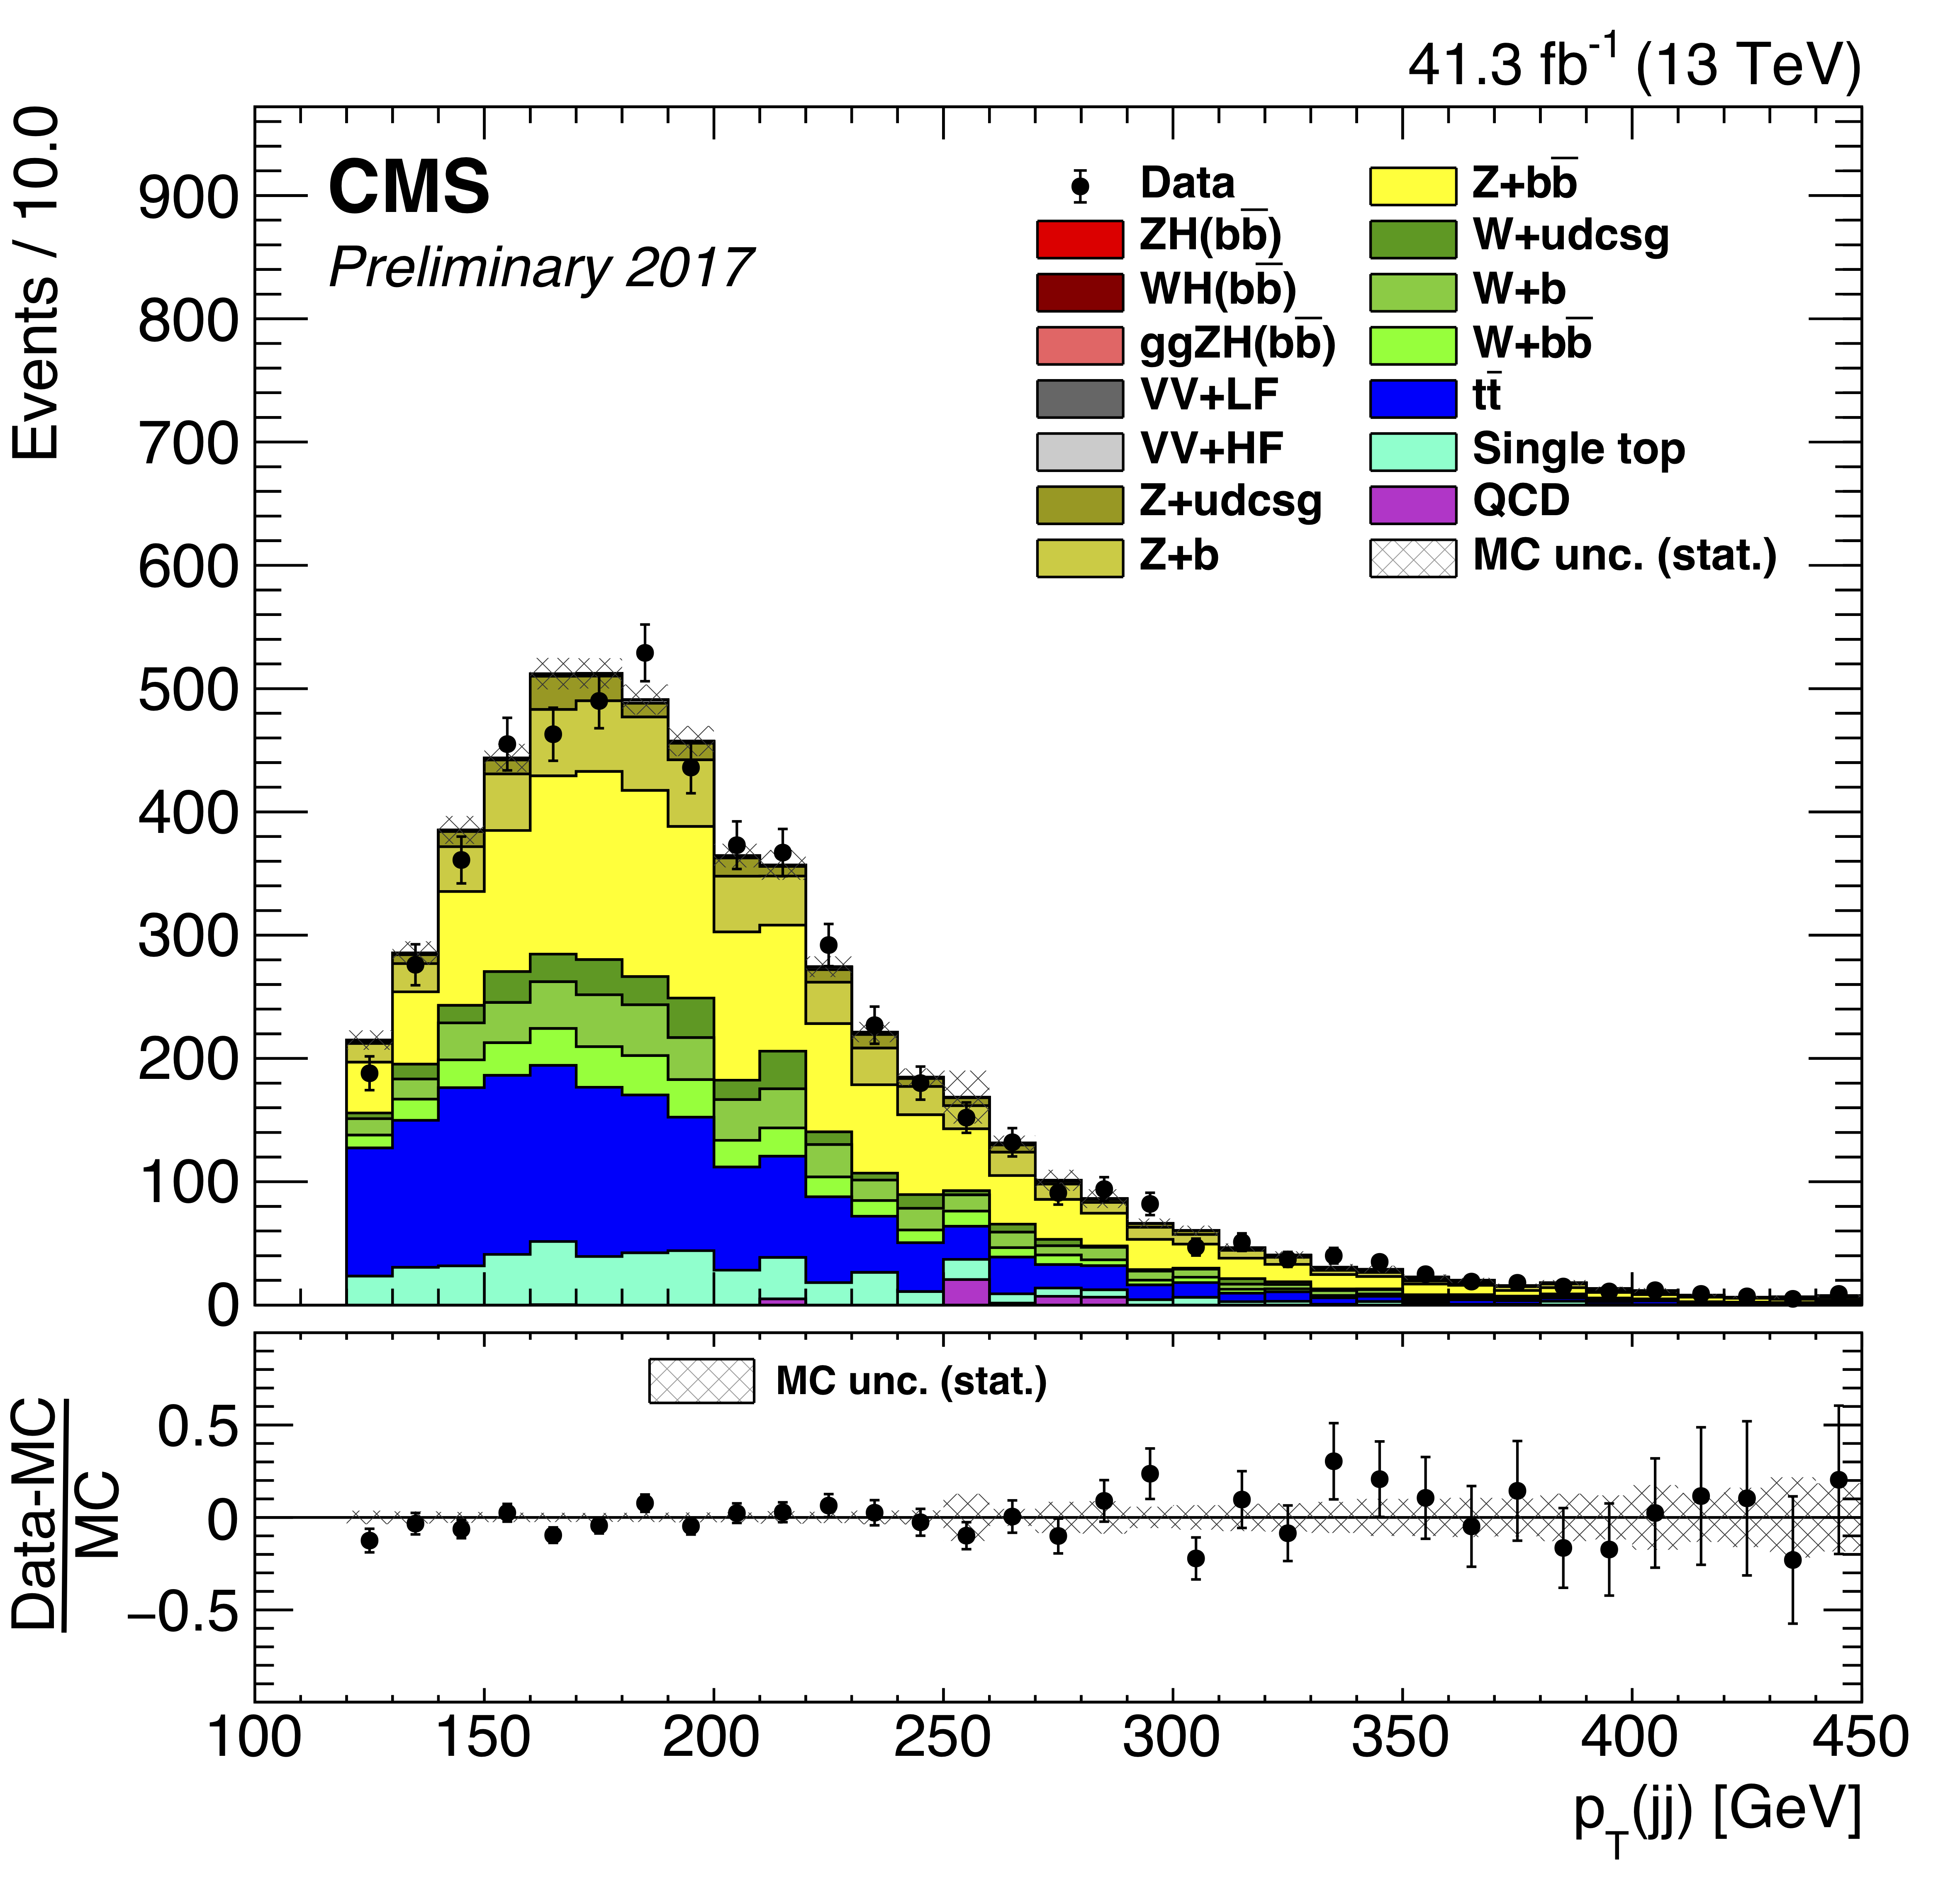 41.3 fb⁻¹ (13 TeV)
Events / 10.0
CMS
Preliminary 2017
Data
ZH(bb̅)
WH(bb̅)
ggZH(bb̅)
VV+LF
VV+HF
Z+udcsg
Z+b
Z+bb̅
W+udcsg
W+b
W+bb̅
tt̅
Single top
QCD
MC unc. (stat.)
900
800
700
600
500
400
300
200
100
0
MC unc. (stat.)
Data-MC
MC
0.5
0
−0.5
100 150 200 250 300 350 400 450
p_T(jj) [GeV]